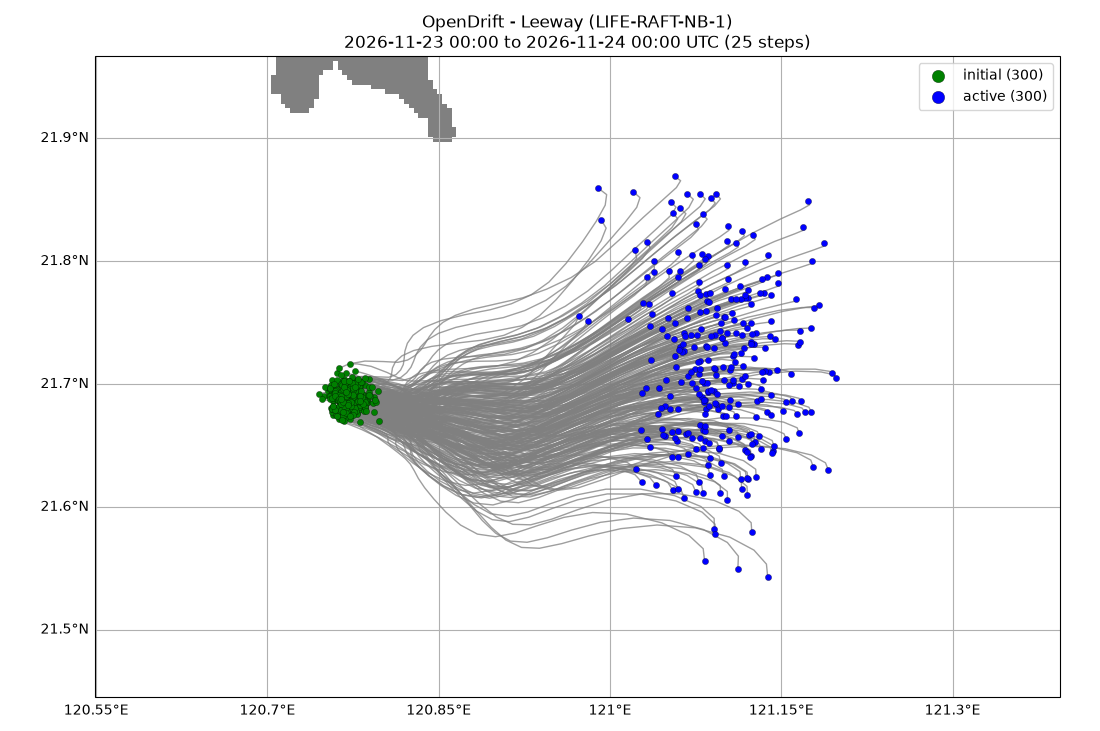 OpenDrift - Leeway (LIFE-RAFT-NB-1)
2026-11-23 00:00 to 2026-11-24 00:00 UTC (25 steps)
initial (300)
active (300)
21.9°N
21.8°N
21.7°N
21.6°N
21.5°N
120.55°E
120.7°E
120.85°E
121°E
121.15°E
121.3°E